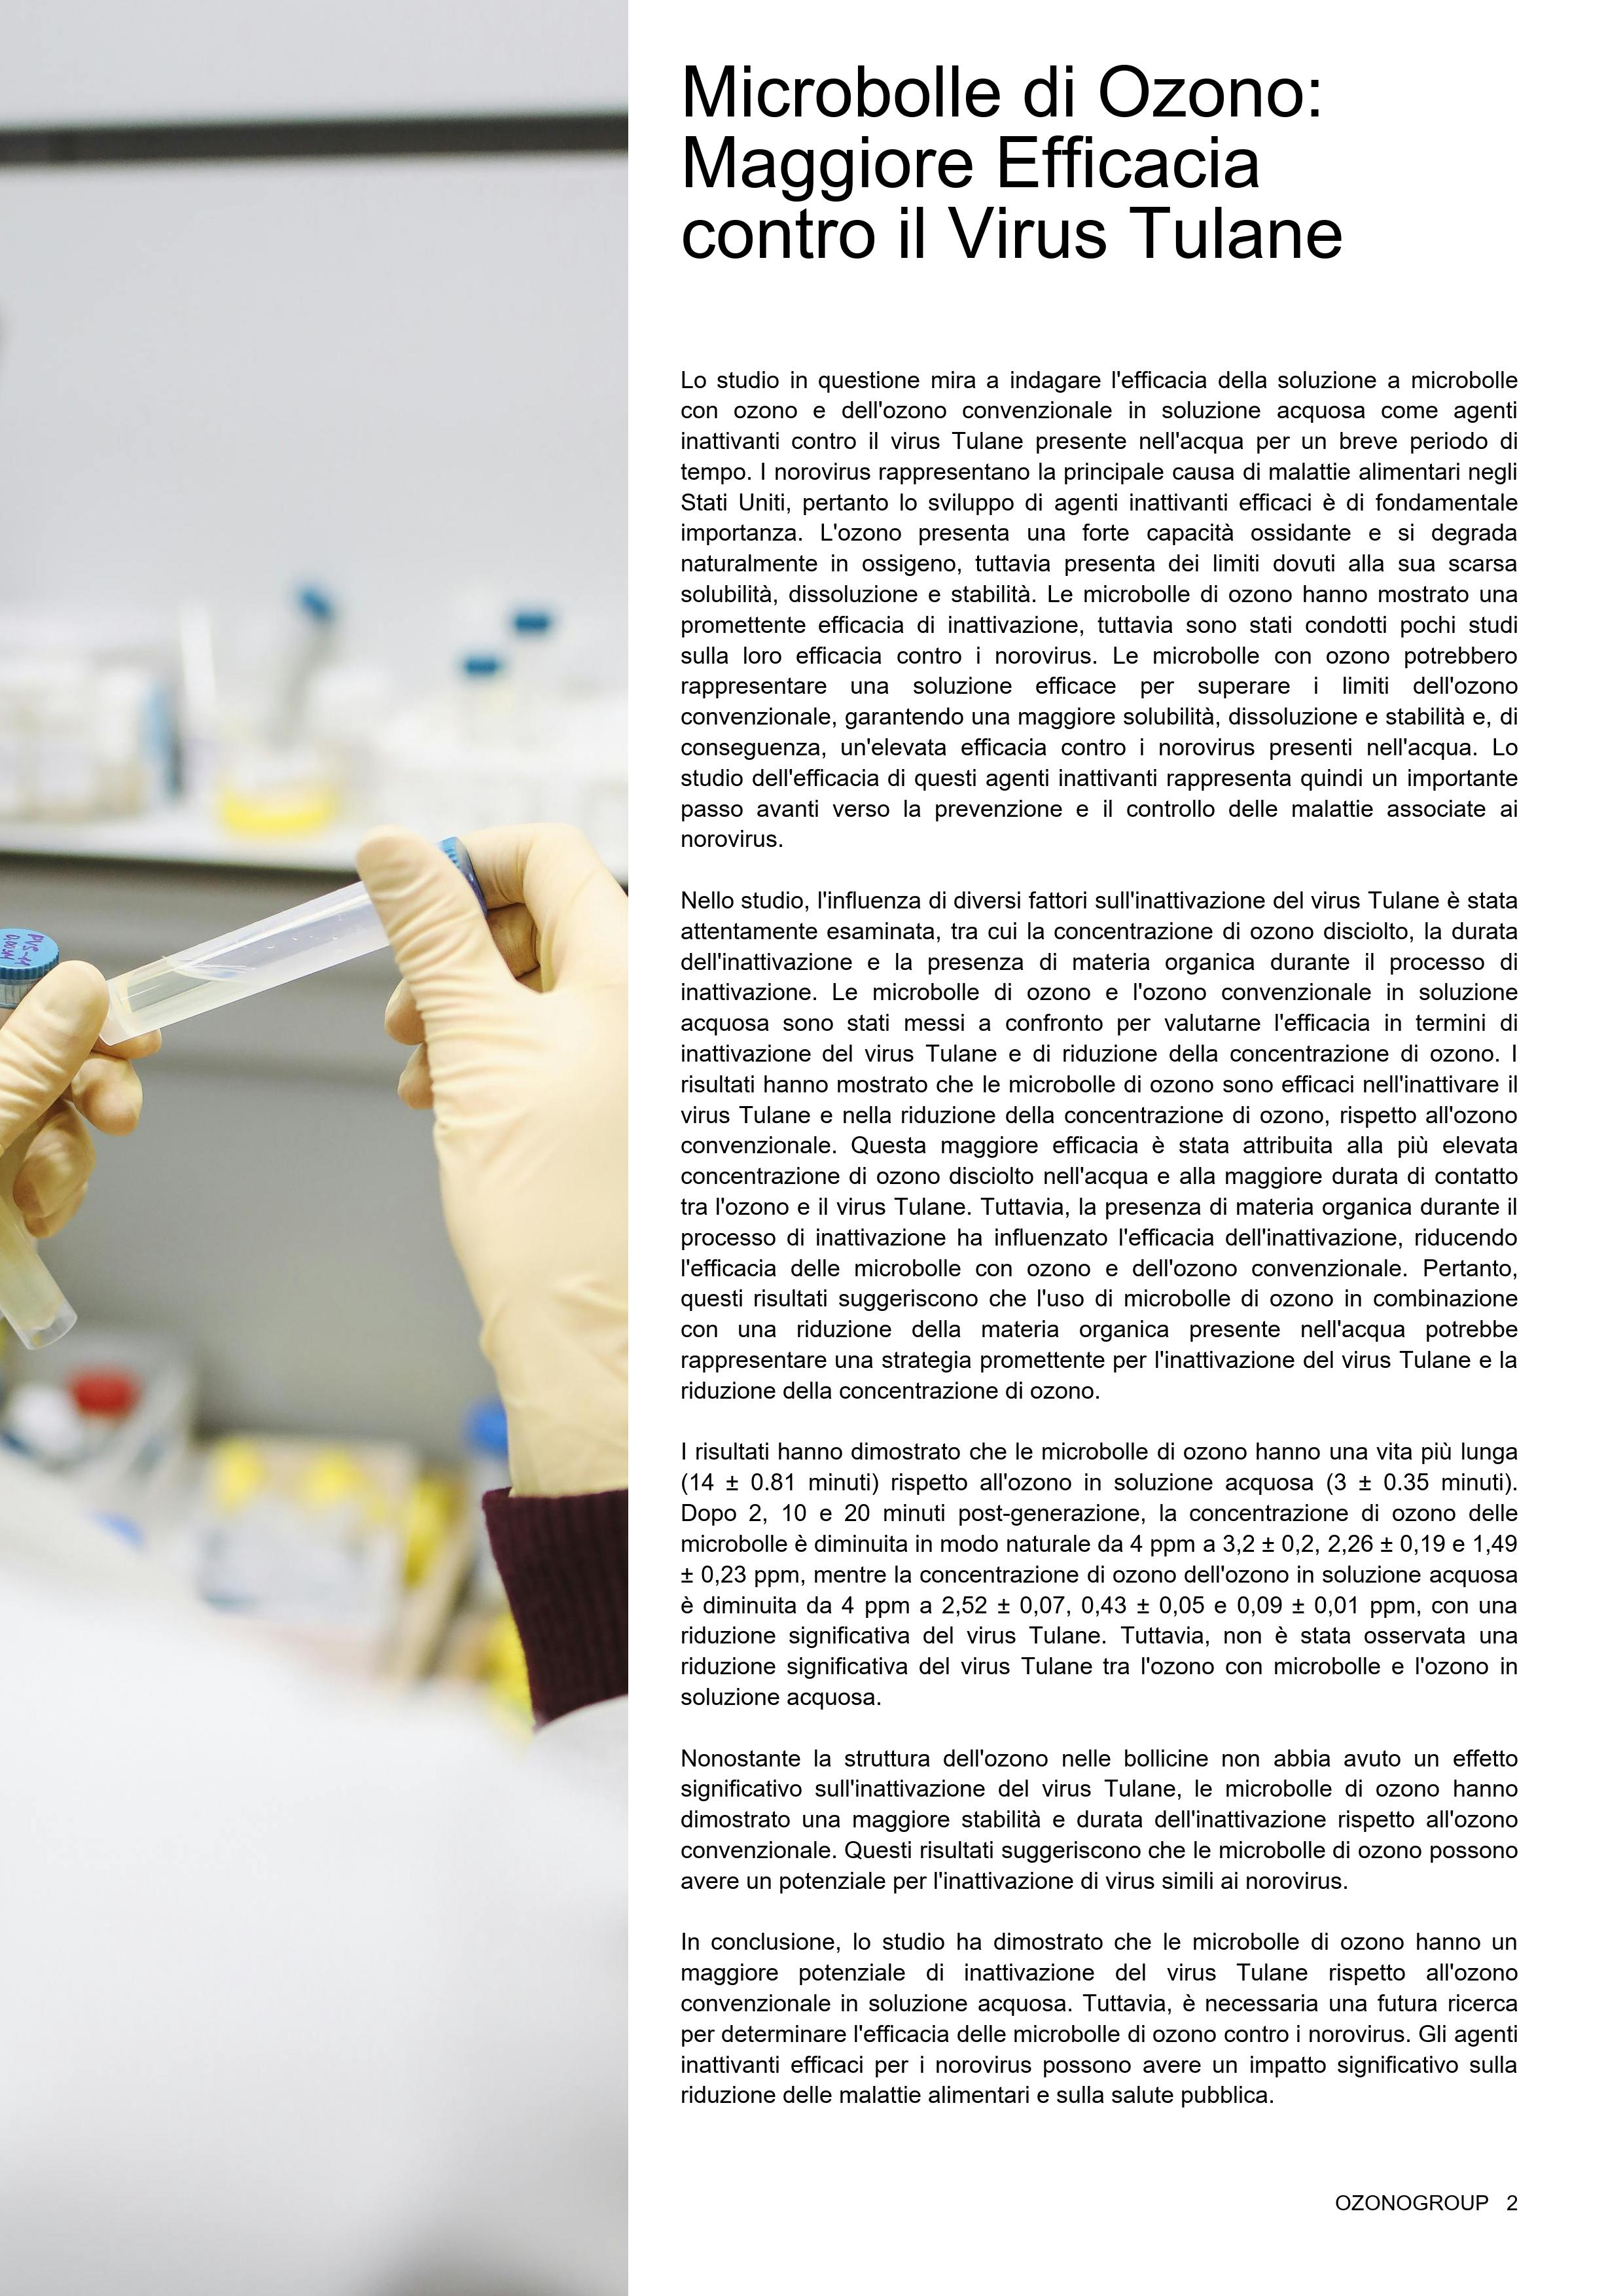 Microbolle di Ozono:
Maggiore Efficacia
contro il Virus Tulane
Lo studio in questione mira a indagare l'efficacia della soluzione a microbolle
con ozono e dell'ozono convenzionale in soluzione acquosa come agenti
inattivanti contro il virus Tulane presente nell'acqua per un breve periodo di
tempo. I norovirus rappresentano la principale causa di malattie alimentari negli
Stati Uniti, pertanto lo sviluppo di agenti inattivanti efficaci è di fondamentale
importanza. L'ozono presenta una forte capacità ossidante e si degrada
naturalmente in ossigeno, tuttavia presenta dei limiti dovuti alla sua scarsa
solubilità, dissoluzione e stabilità. Le microbolle di ozono hanno mostrato una
promettente efficacia di inattivazione, tuttavia sono stati condotti pochi studi
sulla loro efficacia contro i norovirus. Le microbolle con ozono potrebbero
rappresentare una soluzione efficace per superare i limiti dell'ozono
convenzionale, garantendo una maggiore solubilità, dissoluzione e stabilità e, di
conseguenza, un'elevata efficacia contro i norovirus presenti nell'acqua. Lo
studio dell'efficacia di questi agenti inattivanti rappresenta quindi un importante
passo avanti verso la prevenzione e il controllo delle malattie associate ai
norovirus.
Nello studio, l'influenza di diversi fattori sull'inattivazione del virus Tulane è stata
attentamente esaminata, tra cui la concentrazione di ozono disciolto, la durata
dell'inattivazione e la presenza di materia organica durante il processo di
inattivazione. Le microbolle di ozono e l'ozono convenzionale in soluzione
acquosa sono stati messi a confronto per valutarne l'efficacia in termini di
inattivazione del virus Tulane e di riduzione della concentrazione di ozono. I
risultati hanno mostrato che le microbolle di ozono sono efficaci nell'inattivare il
virus Tulane e nella riduzione della concentrazione di ozono, rispetto all'ozono
convenzionale. Questa maggiore efficacia è stata attribuita alla più elevata
concentrazione di ozono disciolto nell'acqua e alla maggiore durata di contatto
tra l'ozono e il virus Tulane. Tuttavia, la presenza di materia organica durante il
processo di inattivazione ha influenzato l'efficacia dell'inattivazione, riducendo
l'efficacia delle microbolle con ozono e dell'ozono convenzionale. Pertanto,
questi risultati suggeriscono che l'uso di microbolle di ozono in combinazione
con una riduzione della materia organica presente nell'acqua potrebbe
rappresentare una strategia promettente per l'inattivazione del virus Tulane e la
riduzione della concentrazione di ozono.
I risultati hanno dimostrato che le microbolle di ozono hanno una vita più lunga
(14 ± 0.81 minuti) rispetto all'ozono in soluzione acquosa (3 ± 0.35 minuti).
Dopo 2, 10 e 20 minuti post-generazione, la concentrazione di ozono delle
microbolle è diminuita in modo naturale da 4 ppm a 3,2 ± 0,2, 2,26 ± 0,19 e 1,49
± 0,23 ppm, mentre la concentrazione di ozono dell'ozono in soluzione acquosa
è diminuita da 4 ppm a 2,52 ± 0,07, 0,43 ± 0,05 e 0,09 ± 0,01 ppm, con una
riduzione significativa del virus Tulane. Tuttavia, non è stata osservata una
riduzione significativa del virus Tulane tra l'ozono con microbolle e l'ozono in
soluzione acquosa.
Nonostante la struttura dell'ozono nelle bollicine non abbia avuto un effetto
significativo sull'inattivazione del virus Tulane, le microbolle di ozono hanno
dimostrato una maggiore stabilità e durata dell'inattivazione rispetto all'ozono
convenzionale. Questi risultati suggeriscono che le microbolle di ozono possono
avere un potenziale per l'inattivazione di virus simili ai norovirus.
In conclusione, lo studio ha dimostrato che le microbolle di ozono hanno un
maggiore potenziale di inattivazione del virus Tulane rispetto all'ozono
convenzionale in soluzione acquosa. Tuttavia, è necessaria una futura ricerca
per determinare l'efficacia delle microbolle di ozono contro i norovirus. Gli agenti
inattivanti efficaci per i norovirus possono avere un impatto significativo sulla
riduzione delle malattie alimentari e sulla salute pubblica.
OZONOGROUP 2